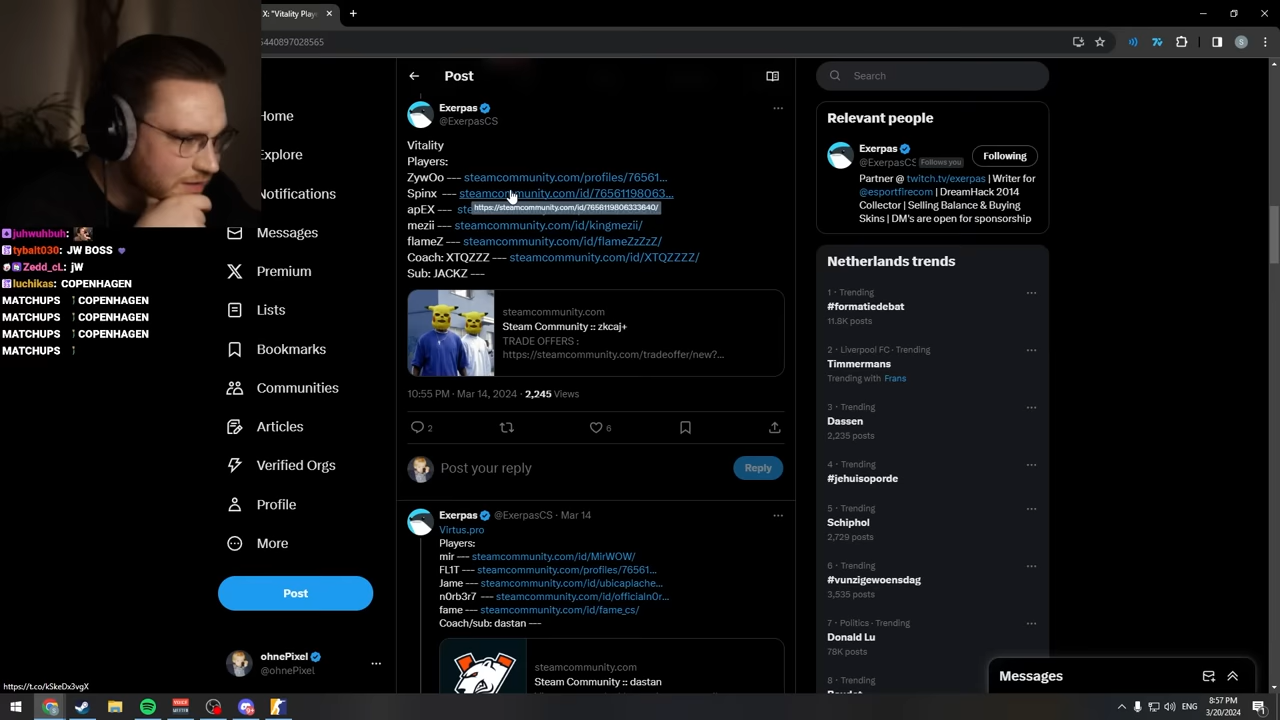 X: "Vitality Play
5440897028565
Home
Explore
Notifications
Messages
Premium
Lists
Bookmarks
Communities
Articles
Verified Orgs
Profile
More
Post
ohnePixel
@ohnePixel
juhwuhbuh:
tybalt030: JW BOSS
Zedd_cL: jW
luchikas: COPENHAGEN
MATCHUPS COPENHAGEN
MATCHUPS COPENHAGEN
MATCHUPS COPENHAGEN
MATCHUPS
Post
Exerpas
@ExerpasCS
Vitality
Players:
ZywOo --- steamcommunity.com/profiles/76561...
Spinx --- steamcommunity.com/id/76561198063...
https://steamcommunity.com/id/7656119806333640/
apEX --- ste
mezii --- steamcommunity.com/id/kingmezii/
flameZ --- steamcommunity.com/id/flameZzZzZ/
Coach: XTQZZZ --- steamcommunity.com/id/XTQZZZZ/
Sub: JACKZ ---
steamcommunity.com
Steam Community :: zkcaj+
TRADE OFFERS :
https://steamcommunity.com/tradeoffer/new?...
10:55 PM · Mar 14, 2024 · 2,245 Views
2
6
Post your reply
Reply
Exerpas @ExerpasCS · Mar 14
Virtus.pro
Players:
mir --- steamcommunity.com/id/MirWOW/
FL1T --- steamcommunity.com/profiles/76561...
Jame --- steamcommunity.com/id/ubicaplache...
n0rb3r7 --- steamcommunity.com/id/officialn0r...
fame --- steamcommunity.com/id/fame_cs/
Coach/sub: dastan ---
steamcommunity.com
Steam Community :: dastan
Search
Relevant people
Exerpas
@ExerpasCS Follows you
Following
Partner @ twitch.tv/exerpas | Writer for
@esportfirecom | DreamHack 2014
Collector | Selling Balance & Buying
Skins | DM's are open for sponsorship
Netherlands trends
1 · Trending
#formatiedebat
11.8K posts
2 · Liverpool FC · Trending
Timmermans
Trending with Frans
3 · Trending
Dassen
2,235 posts
4 · Trending
#jehuisoporde
5 · Trending
Schiphol
2,729 posts
6 · Trending
#vunzigewoensdag
3,535 posts
7 · Politics · Trending
Donald Lu
78K posts
8 · Trending
Messages
https://t.co/kSkeDx3vgX
ENG
8:57 PM
3/20/2024